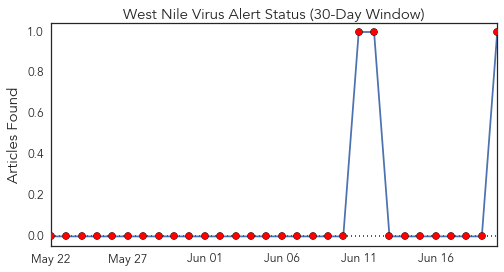 West Nile Virus Alert Status (30-Day Window)
Articles Found
1.0
0.8
0.6
0.4
0.2
0.0
May 22 May 27 Jun 01 Jun 06 Jun 11 Jun 16